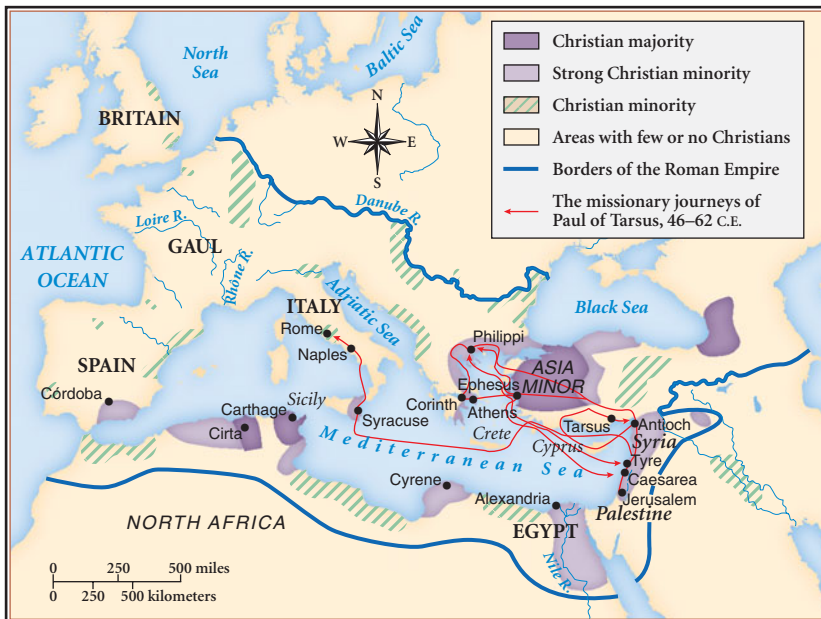 North
Sea
Baltic Sea
BRITAIN
N
W
E
S
Christian majority
Strong Christian minority
Christian minority
Areas with few or no Christians
Borders of the Roman Empire
The missionary journeys of
Paul of Tarsus, 46–62 C.E.
Loire R.
GAUL
Danube R.
ATLANTIC
OCEAN
Rhône R.
ITALY
Adriatic Sea
Black Sea
Rome
Naples
Philippi
SPAIN
ASIA
MINOR
Ephesus
Córdoba
Carthage
Sicily
Corinth
Athens
Cirta
Syracuse
Crete
Tarsus
Antioch
Cyprus
Syria
Mediterranean Sea
Tyre
Cyrene
Caesarea
Alexandria
Jerusalem
Palestine
NORTH AFRICA
EGYPT
Nile R.
0 250 500 miles
0 250 500 kilometers